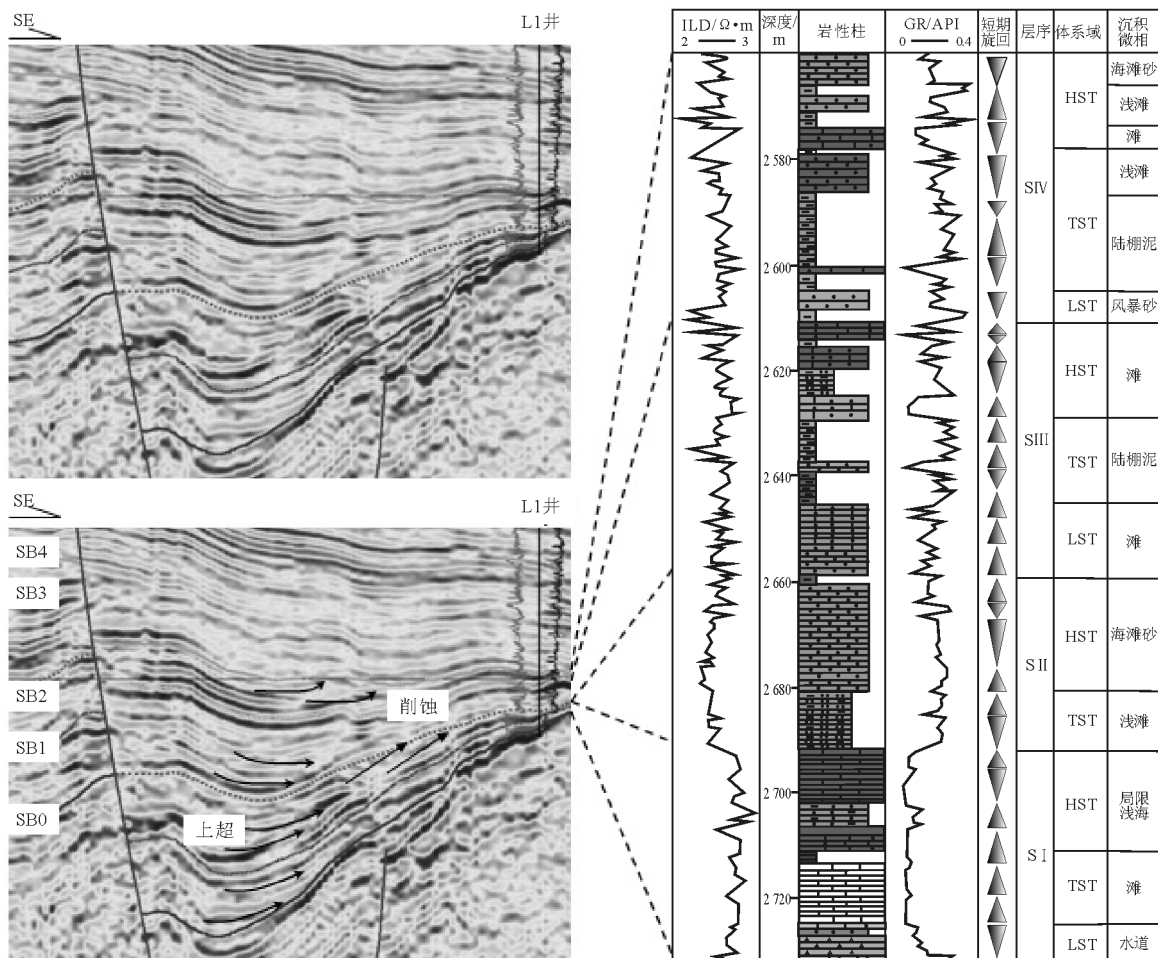 SE
L1井
SE
L1井
SB4
SB3
SB2
SB1
SB0
削蚀
上超
ILD/Ω•m
2 3
深度/m
岩性柱
GR/API
0 0.4
短期旋回
层序
体系域
沉积微相
2 580
2 600
2 620
2 640
2 660
2 680
2 700
2 720
SIV
HST
海滩砂
浅滩
滩
TST
浅滩
陆棚泥
LST
风暴砂
SIII
HST
滩
TST
陆棚泥
LST
滩
SII
HST
海滩砂
TST
浅滩
SI
HST
局限浅海
TST
滩
LST
水道